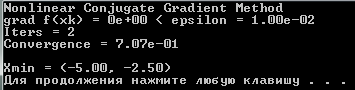 Nonlinear Conjugate Gradient Method
grad f(xk) = 0e+00 < epsilon = 1.00e-02
Iters = 2
Convergence = 7.07e-01
Xmin = (-5.00, -2.50)
Для продолжения нажмите любую клавишу . . .